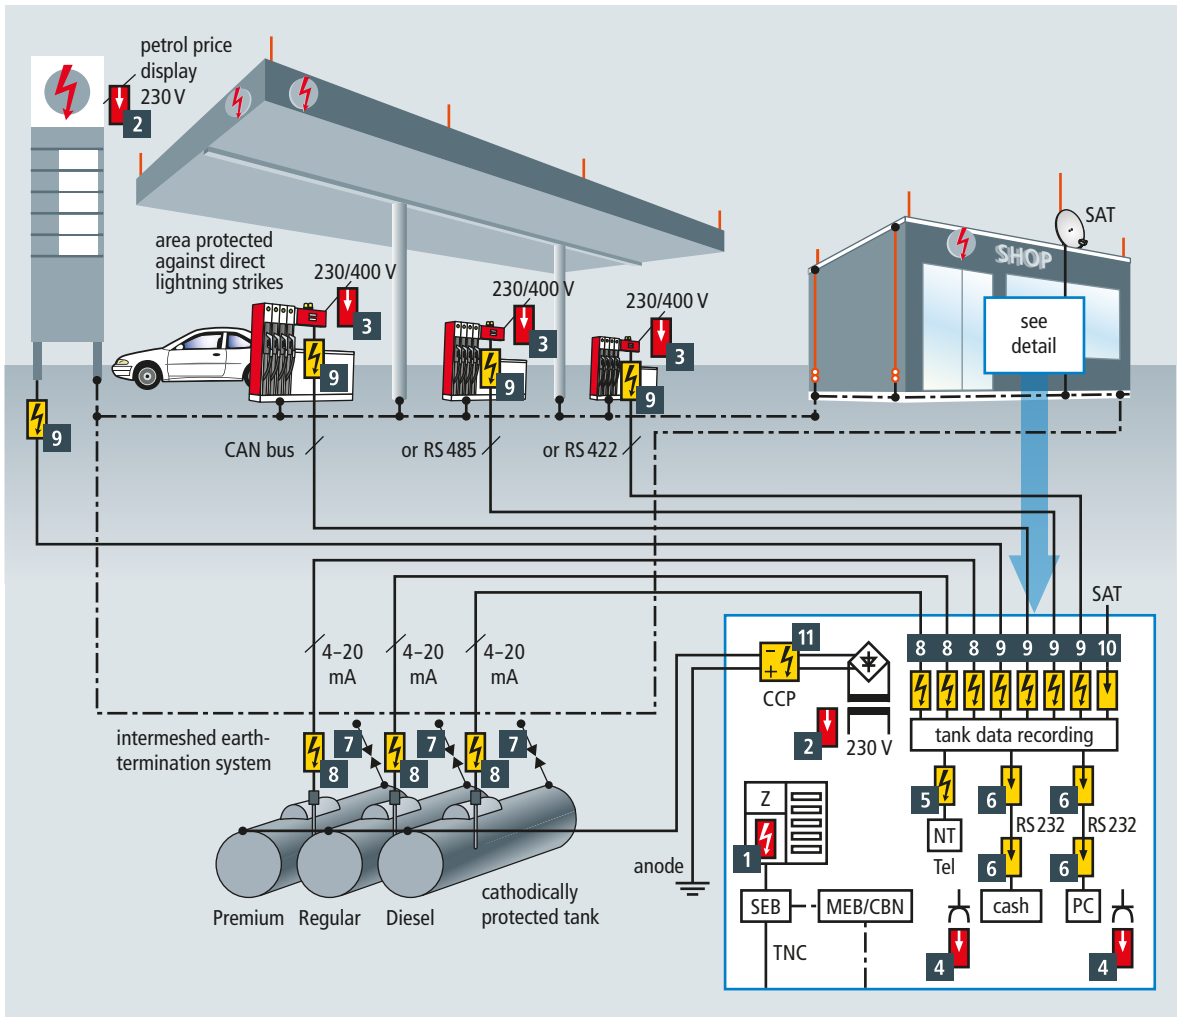 petrol price
display
230 V
2
area protected
against direct
lightning strikes
230/400 V
3
9
230/400 V
3
9
230/400 V
3
9
SAT
SHOP
see
detail
9
CAN bus
or RS 485
or RS 422
SAT
4–20
mA
4–20
mA
4–20
mA
intermeshed earth-
termination system
7
8
7
8
7
8
Premium
Regular
Diesel
cathodically
protected tank
anode
11
– +
CCP
2
230 V
8 8 8 9 9 9 9 10
tank data recording
5
NT
Tel
6
RS 232
6
cash
6
RS 232
6
PC
Z
1
SEB
MEB/CBN
TNC
4
4